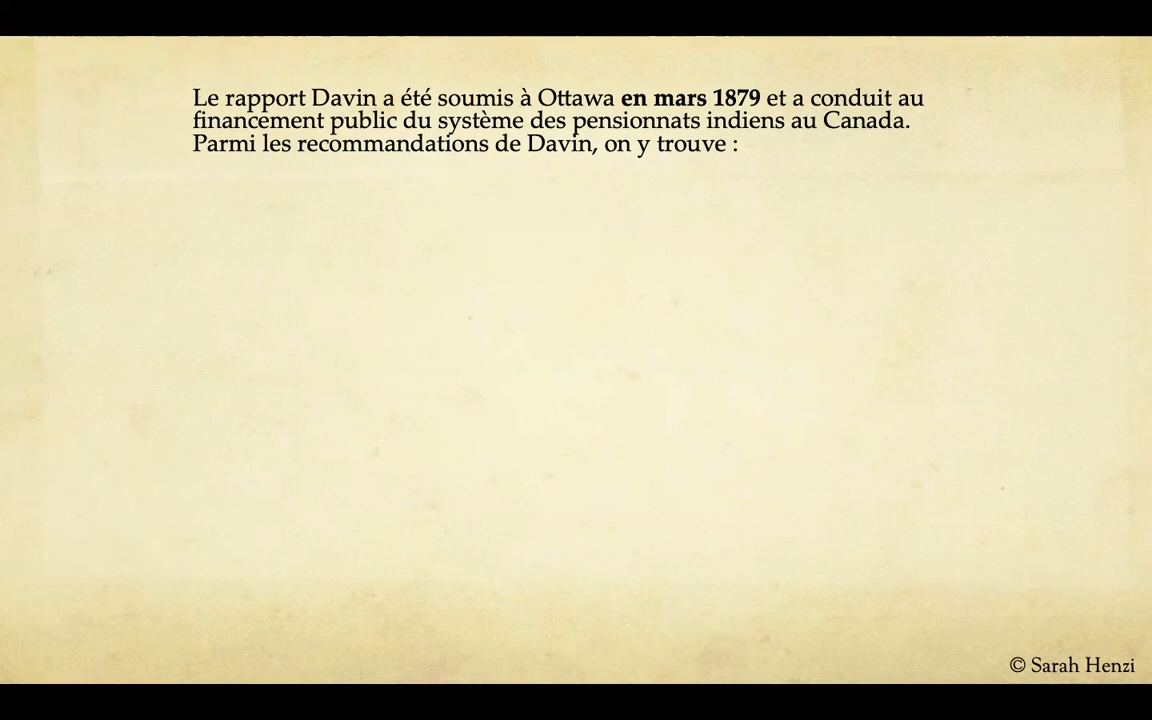 Le rapport Davin a été soumis à Ottawa en mars 1879 et a conduit au
financement public du système des pensionnats indiens au Canada.
Parmi les recommandations de Davin, on y trouve :
© Sarah Henzi